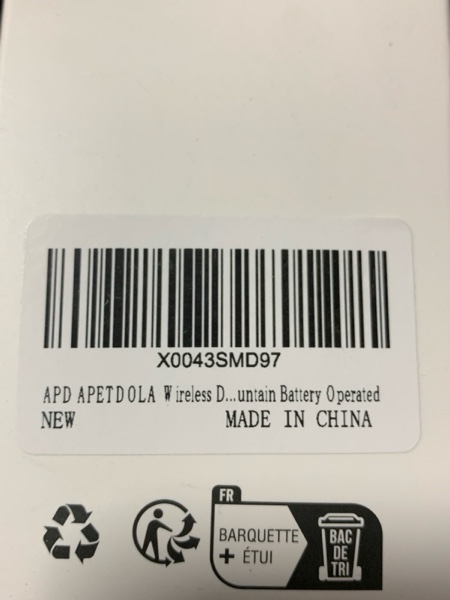 X0043SMD97
APD APETDOLA Wireless D...untain Battery Operated
NEW MADE IN CHINA
FR
BARQUETTE
+ ÉTUI
BAC
DE
TRI